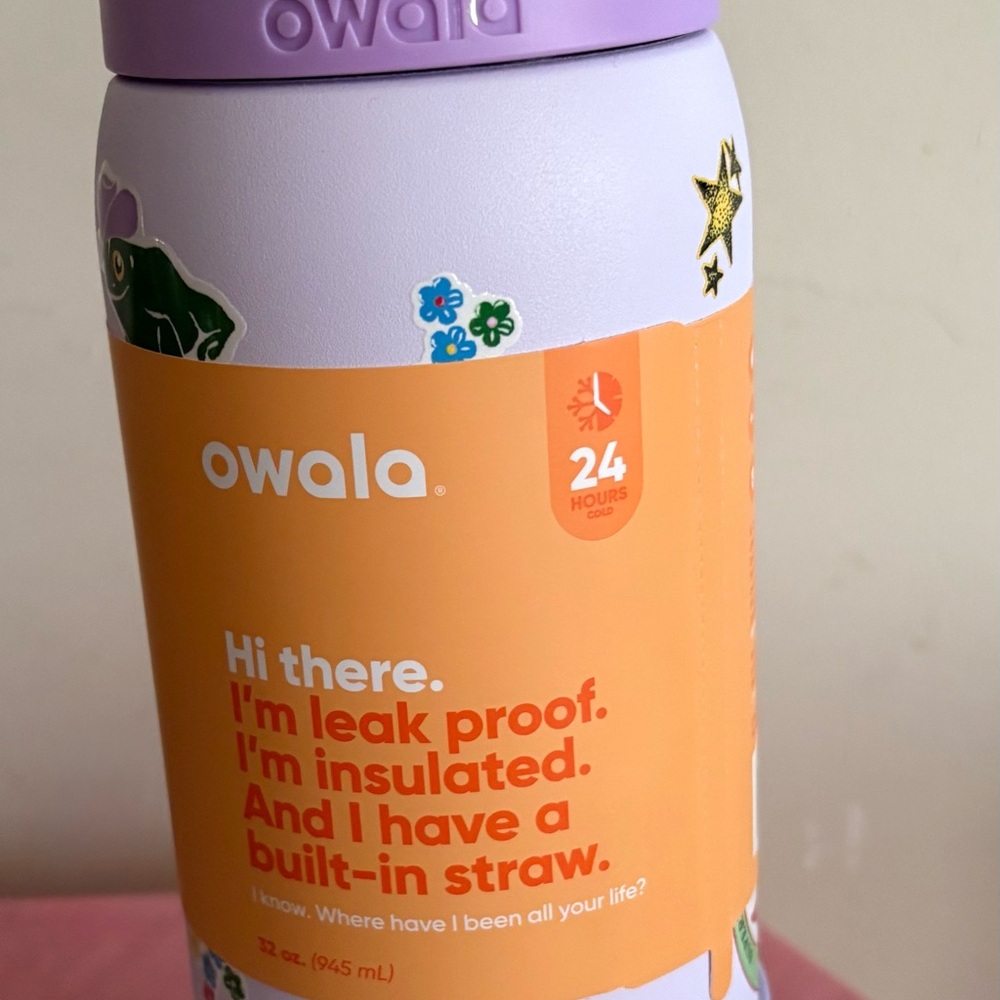 owala
owala®
24
HOURS
COLD
Hi there.
I'm leak proof.
I'm insulated.
And I have a
built-in straw.
I know. Where have I been all your life?
32 oz. (945 mL)